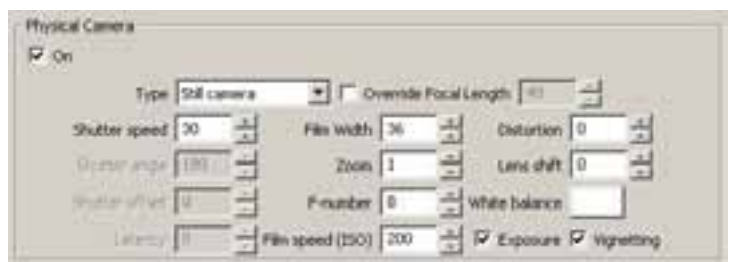 Physical Camera
On
Type Still camera Override Focal Length 40
Shutter speed 30 Film Width 36 Distortion 0
Shutter angle 180 Zoom 1 Lens shift 0
Shutter offset 0 F-number 8 White balance
Latency 0 Film speed (ISO) 200 Exposure Vignetting